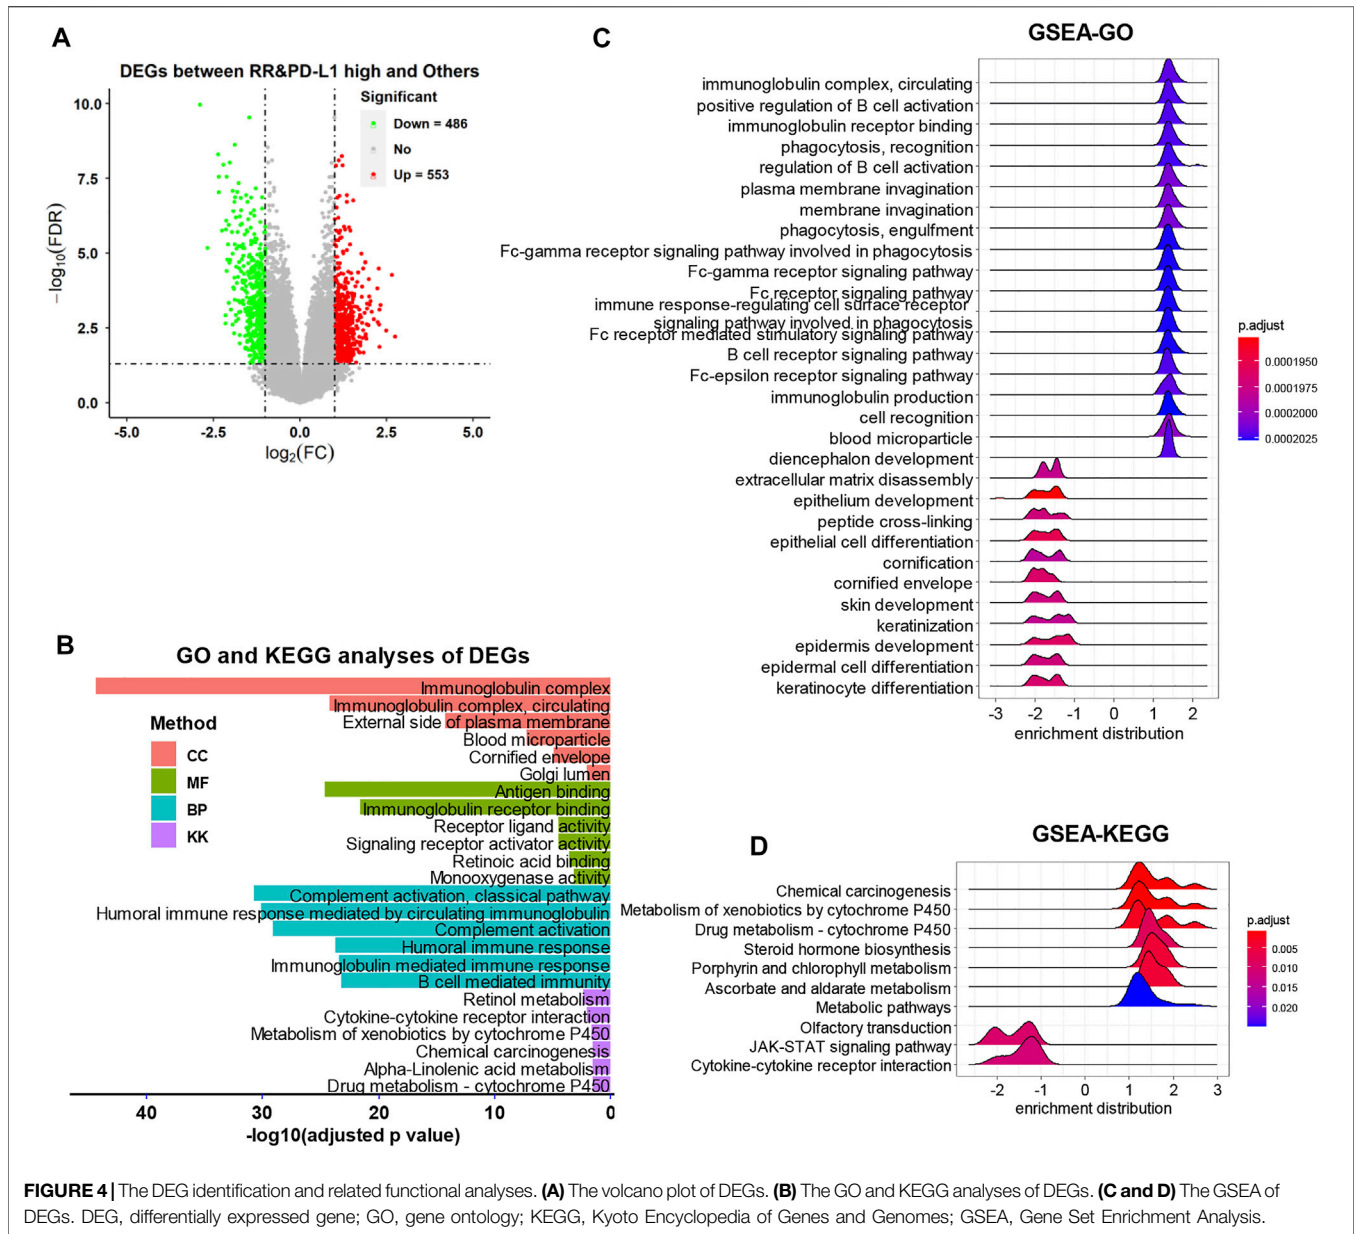 A
DEGs between RR&PD-L1 high and Others
Significant
Down = 486
No
Up = 553
10.0
7.5
5.0
2.5
0.0
−log10(FDR)
-5.0 -2.5 0.0 2.5 5.0
log2(FC)
B
GO and KEGG analyses of DEGs
Method
CC
MF
BP
KK
Immunoglobulin complex
Immunoglobulin complex, circulating
External side of plasma membrane
Blood microparticle
Cornified envelope
Golgi lumen
Antigen binding
Immunoglobulin receptor binding
Receptor ligand activity
Signaling receptor activator activity
Retinoic acid binding
Monooxygenase activity
Complement activation, classical pathway
Humoral immune response mediated by circulating immunoglobulin
Complement activation
Humoral immune response
Immunoglobulin mediated immune response
B cell mediated immunity
Retinol metabolism
Cytokine-cytokine receptor interaction
Metabolism of xenobiotics by cytochrome P450
Chemical carcinogenesis
Alpha-Linolenic acid metabolism
Drug metabolism - cytochrome P450
40 30 20 10 0
-log10(adjusted p value)
C
GSEA-GO
immunoglobulin complex, circulating
positive regulation of B cell activation
immunoglobulin receptor binding
phagocytosis, recognition
regulation of B cell activation
plasma membrane invagination
membrane invagination
phagocytosis, engulfment
Fc-gamma receptor signaling pathway involved in phagocytosis
Fc-gamma receptor signaling pathway
Fc receptor signaling pathway
immune response-regulating cell surface receptor
signaling pathway involved in phagocytosis
Fc receptor mediated stimulatory signaling pathway
B cell receptor signaling pathway
Fc-epsilon receptor signaling pathway
immunoglobulin production
cell recognition
blood microparticle
diencephalon development
extracellular matrix disassembly
epithelium development
peptide cross-linking
epithelial cell differentiation
cornification
cornified envelope
skin development
keratinization
epidermis development
epidermal cell differentiation
keratinocyte differentiation
-3 -2 -1 0 1 2
enrichment distribution
p.adjust
0.0001950
0.0001975
0.0002000
0.0002025
D
GSEA-KEGG
Chemical carcinogenesis
Metabolism of xenobiotics by cytochrome P450
Drug metabolism - cytochrome P450
Steroid hormone biosynthesis
Porphyrin and chlorophyll metabolism
Ascorbate and aldarate metabolism
Metabolic pathways
Olfactory transduction
JAK-STAT signaling pathway
Cytokine-cytokine receptor interaction
-2 -1 0 1 2 3
enrichment distribution
p.adjust
0.005
0.010
0.015
0.020
FIGURE 4 | The DEG identification and related functional analyses. (A) The volcano plot of DEGs. (B) The GO and KEGG analyses of DEGs. (C and D) The GSEA of
DEGs. DEG, differentially expressed gene; GO, gene ontology; KEGG, Kyoto Encyclopedia of Genes and Genomes; GSEA, Gene Set Enrichment Analysis.